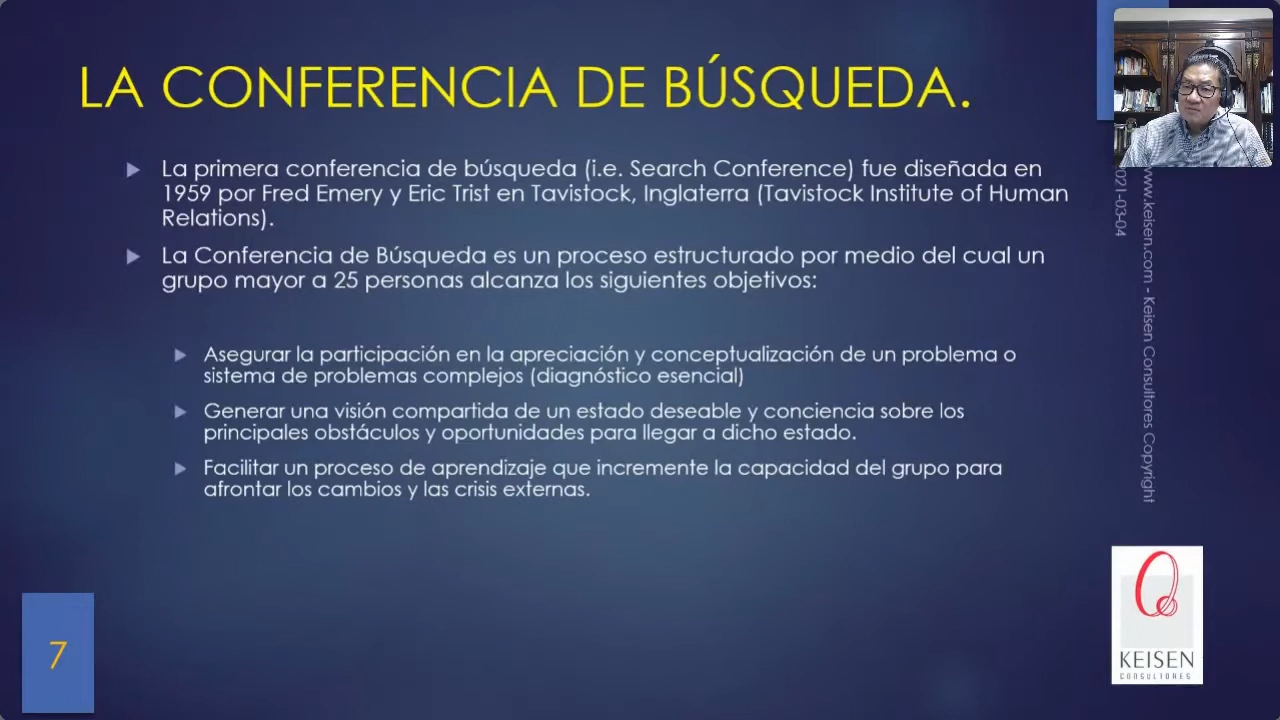 LA CONFERENCIA DE BÚSQUEDA.
La primera conferencia de búsqueda (i.e. Search Conference) fue diseñada en
1959 por Fred Emery y Eric Trist en Tavistock, Inglaterra (Tavistock Institute of Human
Relations).
La Conferencia de Búsqueda es un proceso estructurado por medio del cual un
grupo mayor a 25 personas alcanza los siguientes objetivos:
Asegurar la participación en la apreciación y conceptualización de un problema o
sistema de problemas complejos (diagnóstico esencial)
Generar una visión compartida de un estado deseable y conciencia sobre los
principales obstáculos y oportunidades para llegar a dicho estado.
Facilitar un proceso de aprendizaje que incremente la capacidad del grupo para
afrontar los cambios y las crisis externas.
021-03-04
www.keisen.com - Keisen Consultores Copyright
7
KEISEN
CONSULTORES